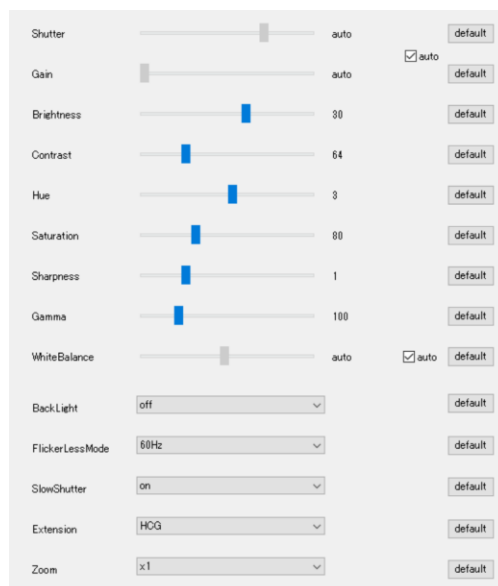 Shutter auto default
auto
Gain auto default
Brightness 30 default
Contrast 64 default
Hue 3 default
Saturation 80 default
Sharpness 1 default
Gamma 100 default
WhiteBalance auto auto default
BackLight off default
FlickerLessMode 60Hz default
SlowShutter on default
Extension HCG default
Zoom x1 default